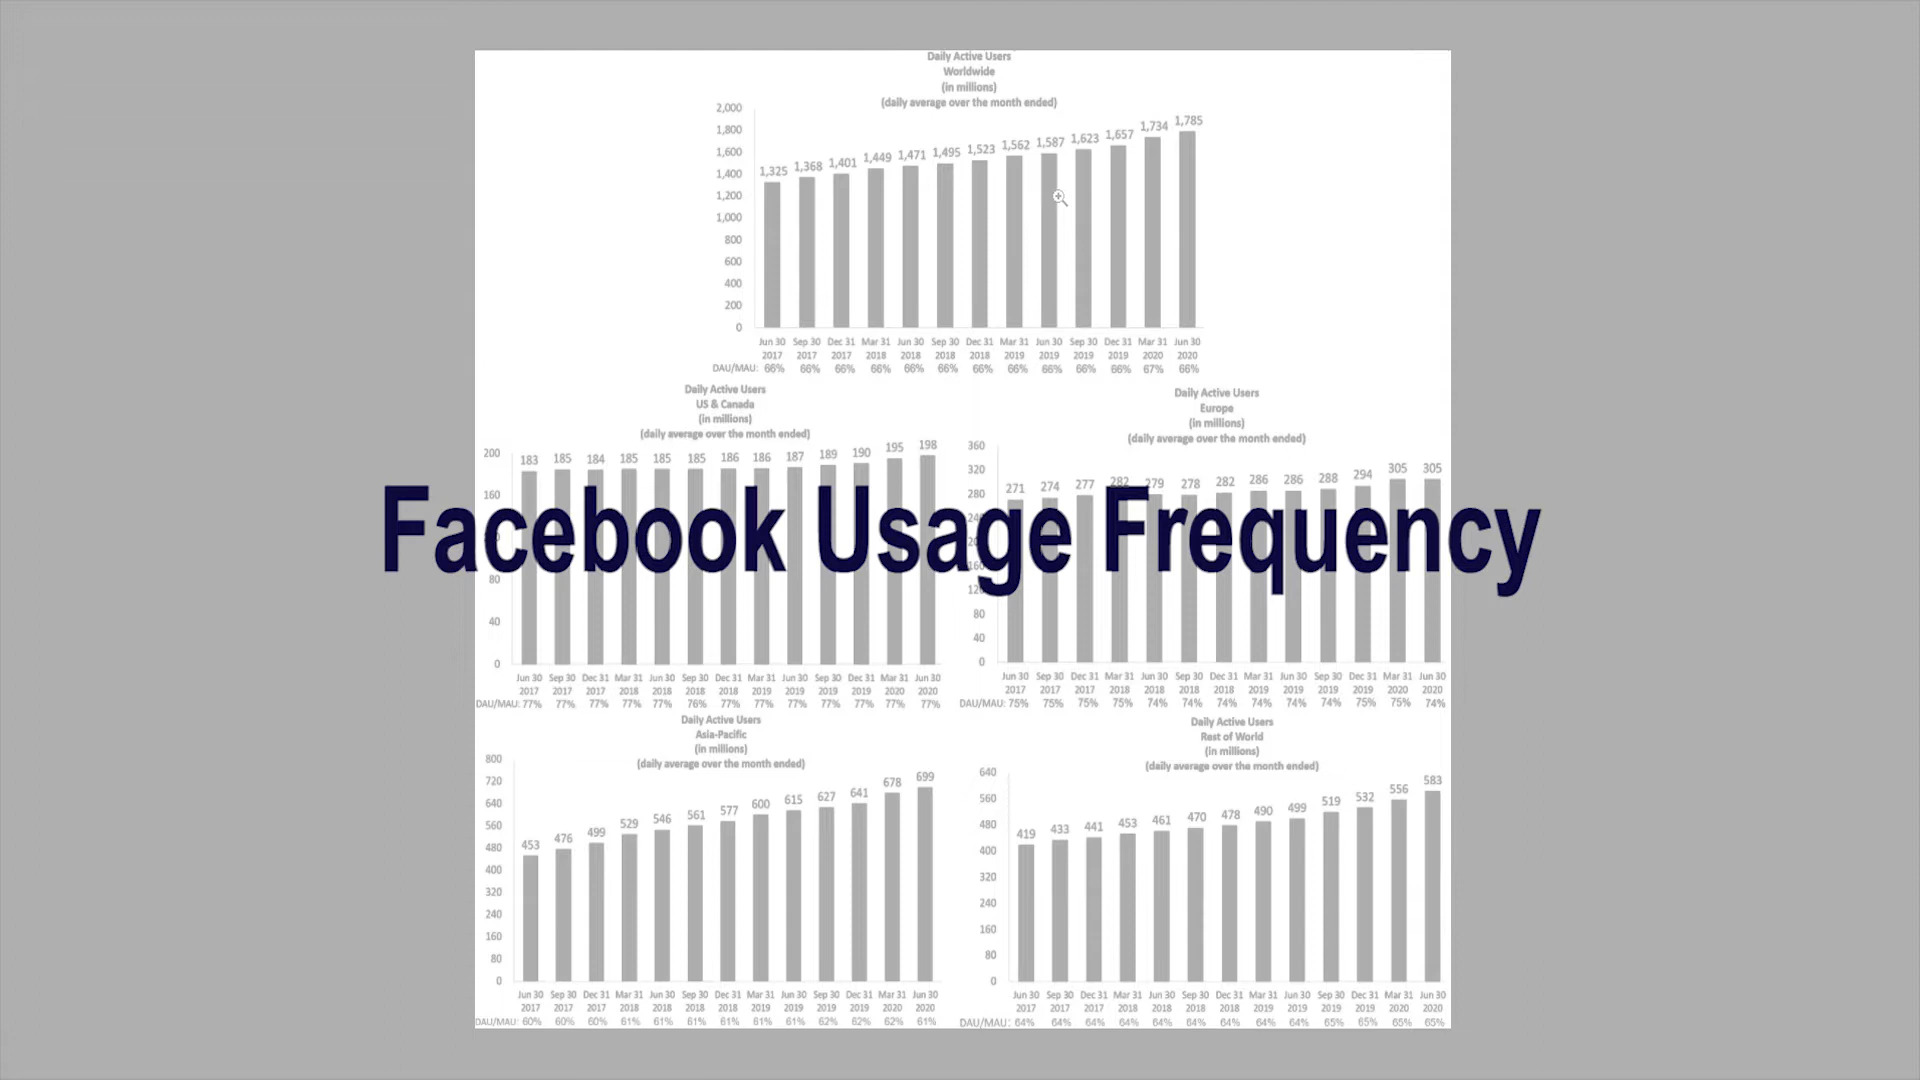 Daily Active Users
Worldwide
(in millions)
(daily average over the month ended)
2,000
1,800
1,600
1,400
1,200
1,000
800
600
400
200
0
1,325 1,368 1,401 1,449 1,471 1,495 1,523 1,562 1,587 1,623 1,657 1,734 1,785
Jun 30 Sep 30 Dec 31 Mar 31 Jun 30 Sep 30 Dec 31 Mar 31 Jun 30 Sep 30 Dec 31 Mar 31 Jun 30
2017 2017 2017 2018 2018 2018 2018 2019 2019 2019 2019 2020 2020
DAU/MAU: 66% 66% 66% 66% 66% 66% 66% 66% 66% 66% 66% 67% 66%
Daily Active Users
US & Canada
(in millions)
(daily average over the month ended)
200
160
80
40
0
183 185 184 185 185 185 186 186 187 189 190 195 198
Jun 30 Sep 30 Dec 31 Mar 31 Jun 30 Sep 30 Dec 31 Mar 31 Jun 30 Sep 30 Dec 31 Mar 31 Jun 30
2017 2017 2017 2018 2018 2018 2018 2019 2019 2019 2019 2020 2020
DAU/MAU: 77% 77% 77% 77% 77% 76% 77% 77% 77% 77% 77% 77% 77%
Daily Active Users
Europe
(in millions)
(daily average over the month ended)
360
320
280
80
40
0
271 274 277 282 279 278 282 286 286 288 294 305 305
Jun 30 Sep 30 Dec 31 Mar 31 Jun 30 Sep 30 Dec 31 Mar 31 Jun 30 Sep 30 Dec 31 Mar 31 Jun 30
2017 2017 2017 2018 2018 2018 2018 2019 2019 2019 2019 2020 2020
DAU/MAU: 75% 75% 75% 75% 74% 74% 74% 74% 74% 74% 75% 75% 74%
Facebook Usage Frequency
Daily Active Users
Asia-Pacific
(in millions)
(daily average over the month ended)
800
720
640
560
480
400
320
240
160
80
0
453 476 499 529 546 561 577 600 615 627 641 678 699
Jun 30 Sep 30 Dec 31 Mar 31 Jun 30 Sep 30 Dec 31 Mar 31 Jun 30 Sep 30 Dec 31 Mar 31 Jun 30
2017 2017 2017 2018 2018 2018 2018 2019 2019 2019 2019 2020 2020
DAU/MAU: 60% 60% 60% 61% 61% 61% 61% 61% 61% 62% 62% 62% 61%
Daily Active Users
Rest of World
(in millions)
(daily average over the month ended)
640
560
480
400
320
240
160
80
0
419 433 441 453 461 470 478 490 499 519 532 556 583
Jun 30 Sep 30 Dec 31 Mar 31 Jun 30 Sep 30 Dec 31 Mar 31 Jun 30 Sep 30 Dec 31 Mar 31 Jun 30
2017 2017 2017 2018 2018 2018 2018 2019 2019 2019 2019 2020 2020
DAU/MAU: 64% 64% 64% 64% 64% 64% 64% 64% 64% 65% 65% 65% 65%